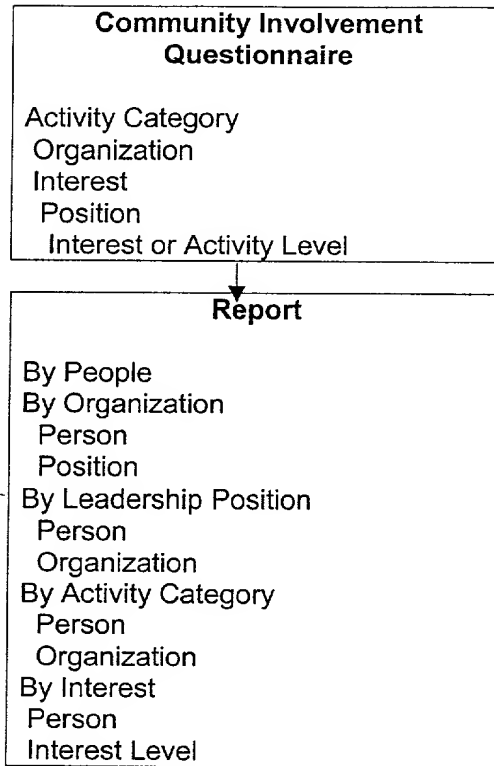 Community Involvement
Questionnaire
Activity Category
Organization
Interest
Position
Interest or Activity Level
Report
By People
By Organization
Person
Position
By Leadership Position
Person
Organization
By Activity Category
Person
Organization
By Interest
Person
Interest Level